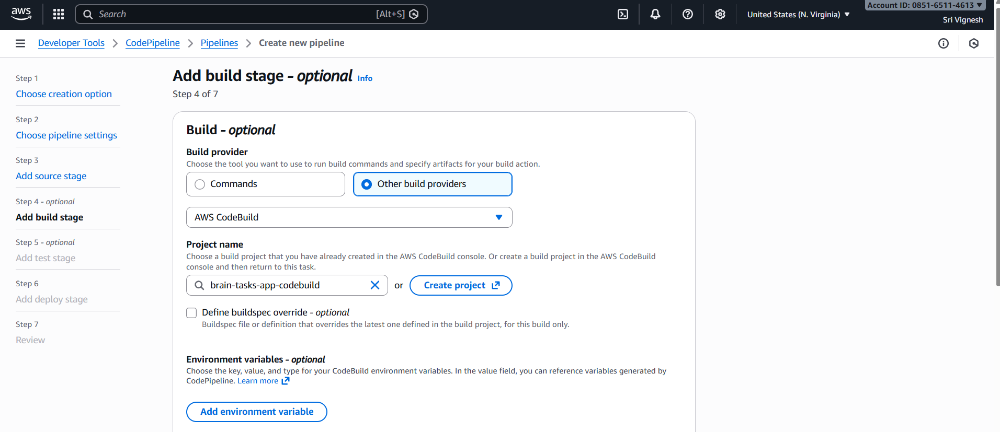 aws
Search
[Alt+S]
United States (N. Virginia)
Account ID: 0851-6511-4613
Sri Vignesh
Developer Tools
CodePipeline
Pipelines
Create new pipeline
Step 1
Choose creation option
Step 2
Choose pipeline settings
Step 3
Add source stage
Step 4 - optional
Add build stage
Step 5 - optional
Add test stage
Step 6
Add deploy stage
Step 7
Review
Add build stage - optional Info
Step 4 of 7
Build - optional
Build provider
Choose the tool you want to use to run build commands and specify artifacts for your build action.
Commands
Other build providers
AWS CodeBuild
Project name
Choose a build project that you have already created in the AWS CodeBuild console. Or create a build project in the AWS CodeBuild
console and then return to this task.
brain-tasks-app-codebuild
or
Create project
Define buildspec override - optional
Buildspec file or definition that overrides the latest one defined in the build project, for this build only.
Environment variables - optional
Choose the key, value, and type for your CodeBuild environment variables. In the value field, you can reference variables generated by
CodePipeline. Learn more
Add environment variable